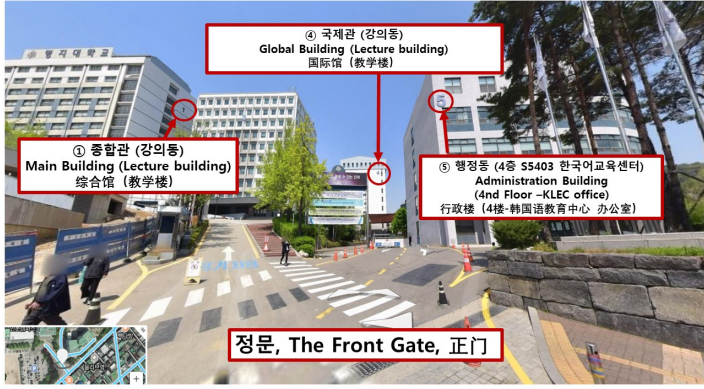 명지대학교
④ 국제관 (강의동)
Global Building (Lecture building)
国际馆（教学楼）
5
1
① 종합관 (강의동)
Main Building (Lecture building)
综合馆（教学楼）
4
⑤ 행정동 (4층 S5403 한국어교육센터)
Administration Building
(4nd Floor –KLEC office)
行政楼（4楼-韩国语教育中心 办公室）
정문, The Front Gate, 正门
+